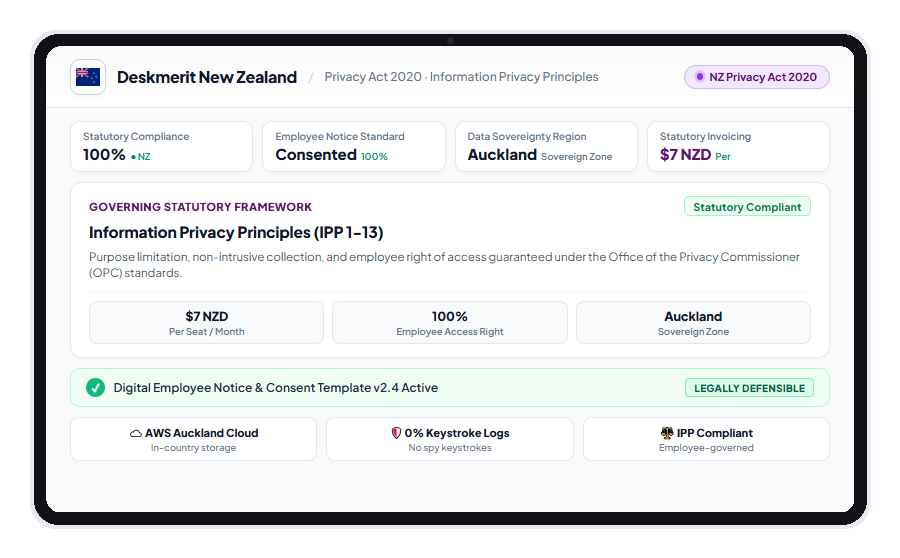 Deskmerit New Zealand / Privacy Act 2020 · Information Privacy Principles
NZ Privacy Act 2020
Statutory Compliance
100% ● NZ
Employee Notice Standard
Consented 100%
Data Sovereignty Region
Auckland Sovereign Zone
Statutory Invoicing
$7 NZD Per
GOVERNING STATUTORY FRAMEWORK
Statutory Compliant
Information Privacy Principles (IPP 1-13)
Purpose limitation, non-intrusive collection, and employee right of access guaranteed under the Office of the Privacy Commissioner
(OPC) standards.
$7 NZD
Per Seat / Month
100%
Employee Access Right
Auckland
Sovereign Zone
Digital Employee Notice & Consent Template v2.4 Active
LEGALLY DEFENSIBLE
AWS Auckland Cloud
In-country storage
0% Keystroke Logs
No spy keystrokes
IPP Compliant
Employee-governed